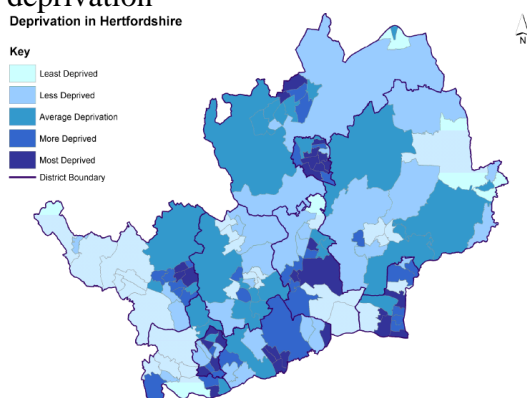 deprivation
Deprivation in Hertfordshire
N
Key
Least Deprived
Less Deprived
Average Deprivation
More Deprived
Most Deprived
District Boundary